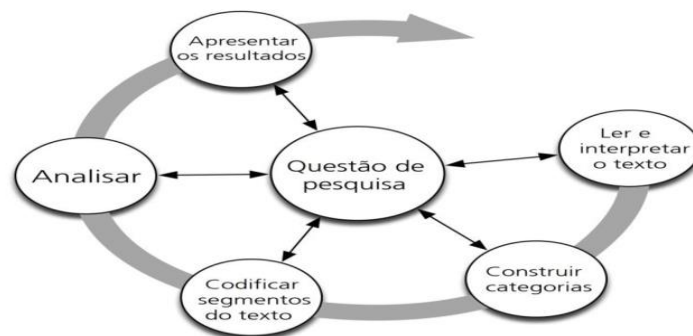 Apresentar
os resultados
Ler e
interpretar
o texto
Questão de
pesquisa
Analisar
Construir
categorias
Codificar
segmentos
do texto